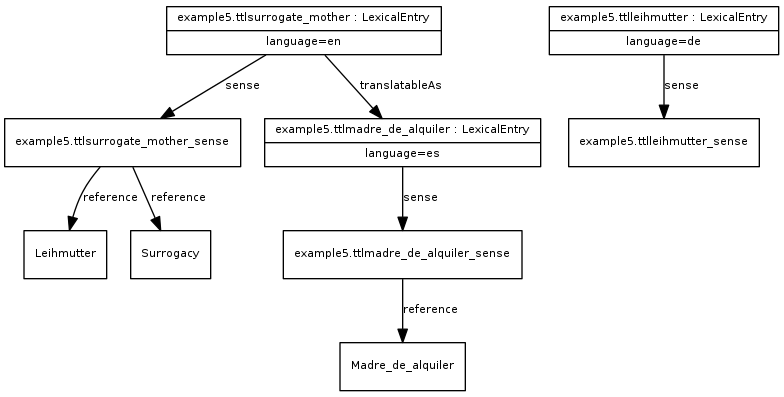 example5.ttlsurrogate_mother : LexicalEntry
language=en
example5.ttlleihmutter : LexicalEntry
language=de
sense
translatableAs
sense
example5.ttlsurrogate_mother_sense
example5.ttlmadre_de_alquiler : LexicalEntry
language=es
example5.ttlleihmutter_sense
reference
reference
sense
Leihmutter
Surrogacy
example5.ttlmadre_de_alquiler_sense
reference
Madre_de_alquiler